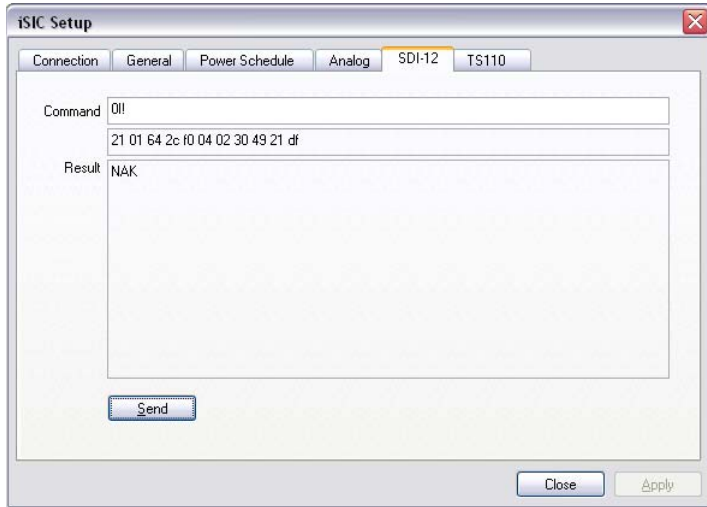 iSIC Setup
Connection General Power Schedule Analog SDI-12 TS110
Command 0I!
21 01 64 2c f0 04 02 30 49 21 df
Result NAK
Send
Close Apply